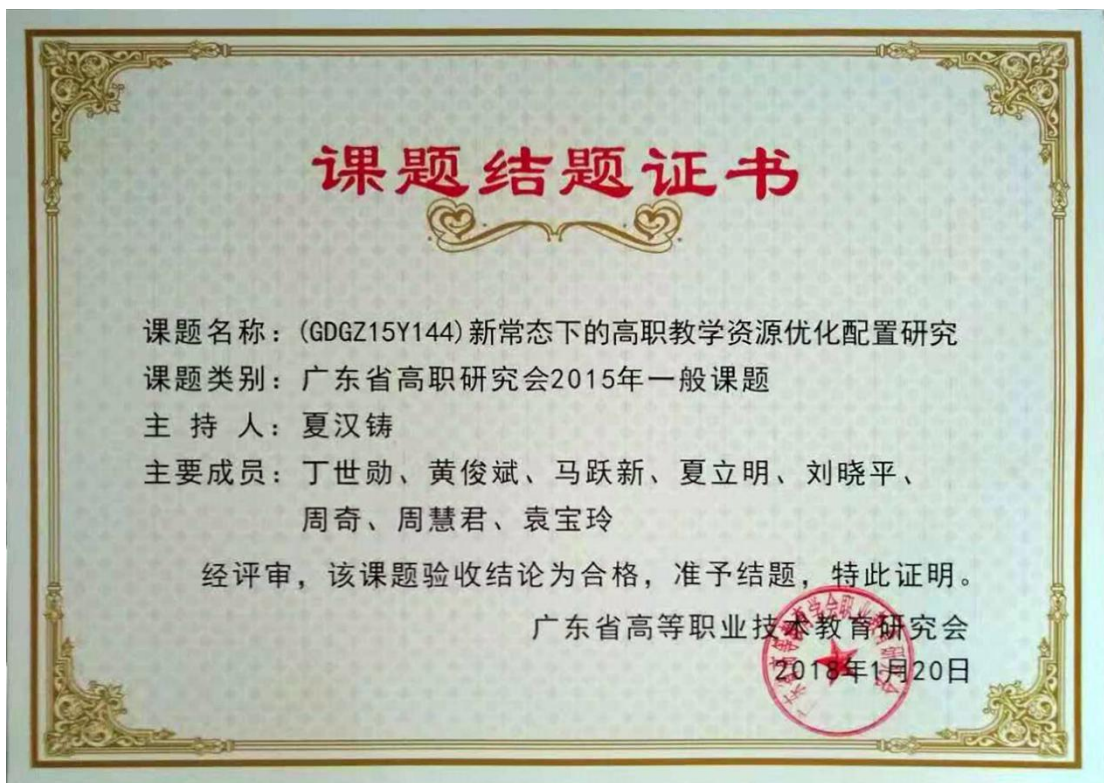 课题结题证书
课题名称：(GDGZ15Y144)新常态下的高职教学资源优化配置研究
课题类别：广东省高职研究会2015年一般课题
主 持 人：夏汉铸
主要成员：丁世勋、黄俊斌、马跃新、夏立明、刘晓平、
周奇、周慧君、袁宝玲
经评审，该课题验收结论为合格，准予结题，特此证明。
广东省高等职业技术教育研究会
2018年1月20日